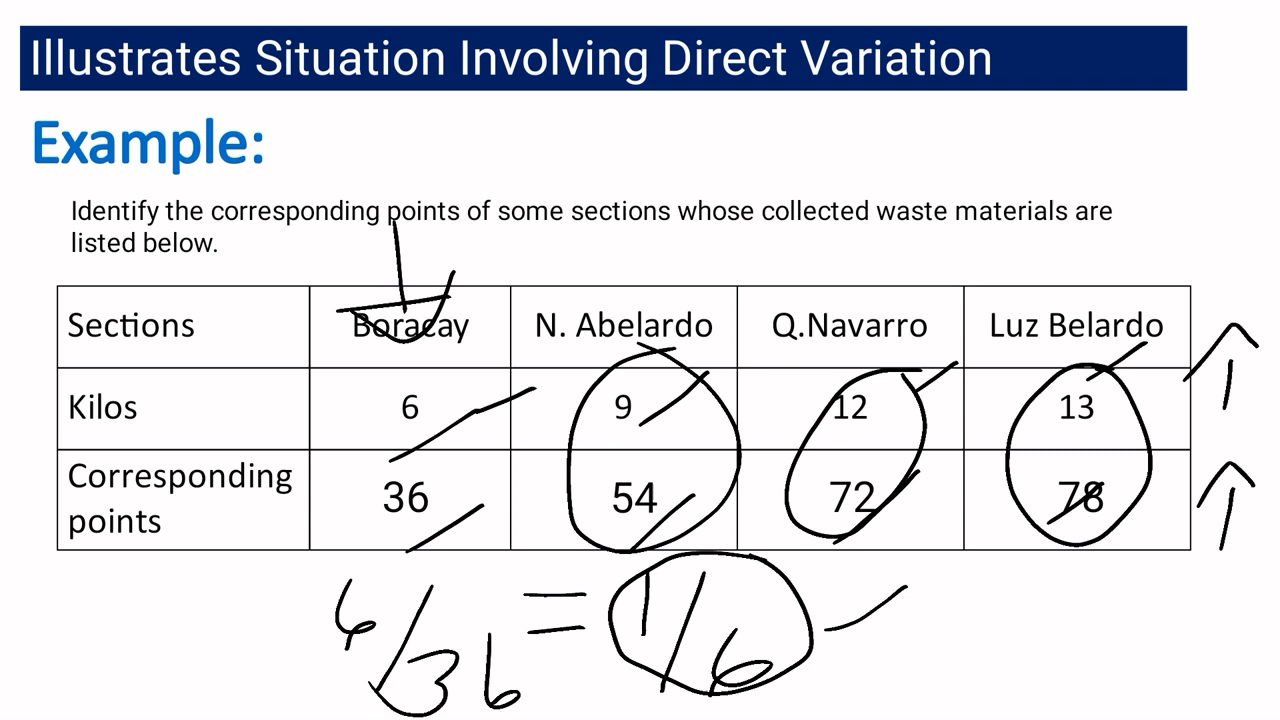 Illustrates Situation Involving Direct Variation
Example:
Identify the corresponding points of some sections whose collected waste materials are
listed below.
Sections Boracay N. Abelardo Q.Navarro Luz Belardo
Kilos 6 9 12 13
Corresponding
points 36 54 72 78
6/36 = 1/6